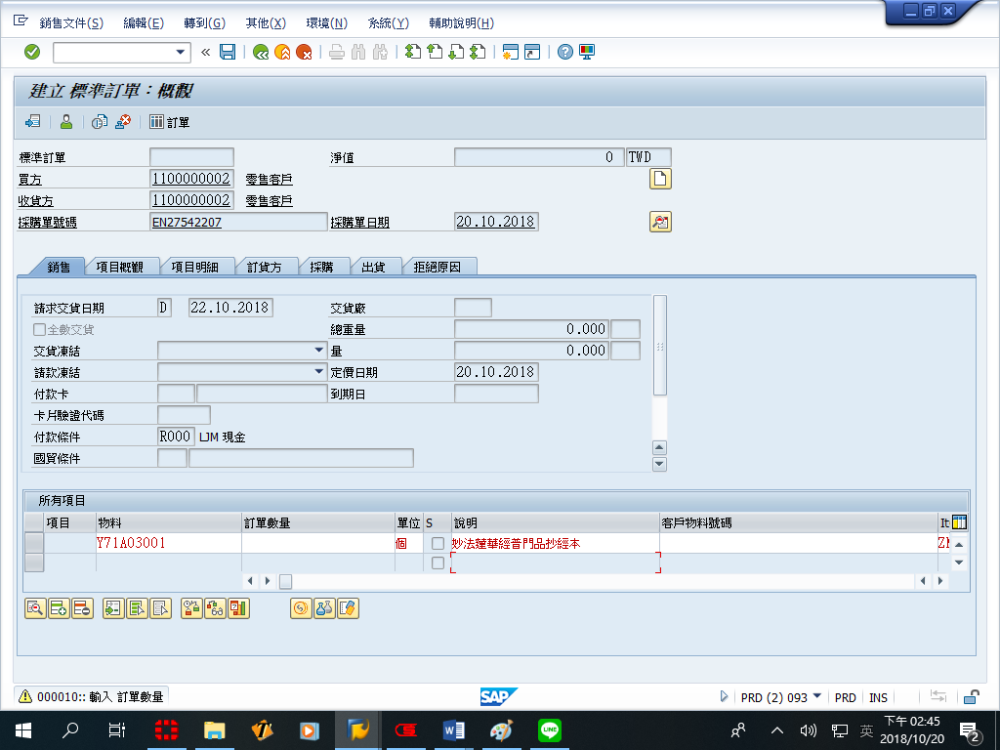 銷售文件(S) 編輯(E) 轉到(G) 其他(X) 環境(N) 系統(Y) 輔助說明(H)
建立 標準訂單：概觀
訂單
標準訂單 淨值 0 TWD
買方 1100000002 零售客戶
收貨方 1100000002 零售客戶
採購單號碼 EN27542207 採購單日期 20.10.2018
銷售 項目概觀 項目明細 訂貨方 採購 出貨 拒絕原因
請求交貨日期 D 22.10.2018 交貨廠
全數交貨 總重量 0.000
交貨凍結 量 0.000
請款凍結 定價日期 20.10.2018
付款卡 到期日
卡片驗證代碼
付款條件 R000 LJM 現金
國貿條件
所有項目
項目 物料 訂單數量 單位 S 說明 客戶物料號碼 It
Y71A03001 個 妙法蓮華經普門品抄經本
000010:: 輸入 訂單數量 SAP PRD (2) 093 PRD INS
LINE 英 下午 02:45
2018/10/20 2